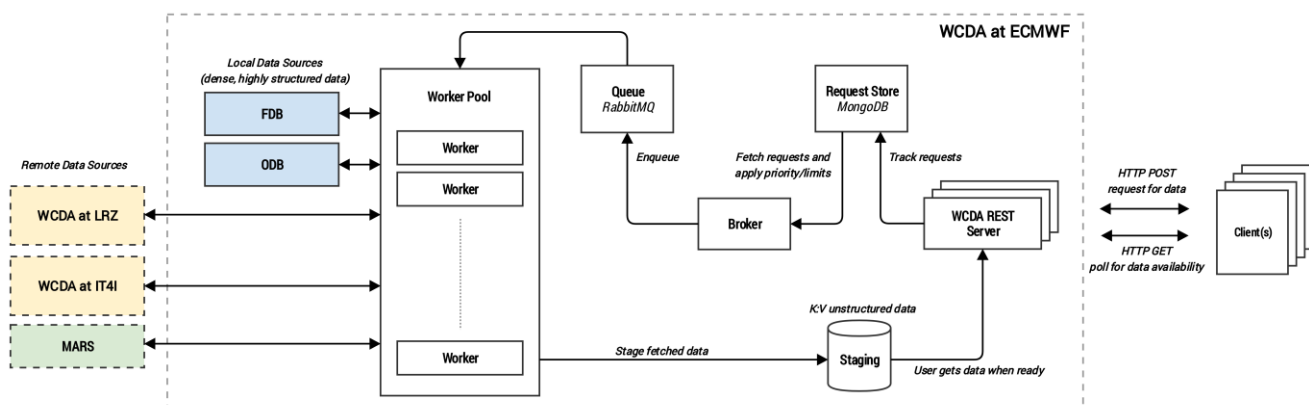 WCDA at ECMWF
Local Data Sources
(dense, highly structured data)
FDB
ODB
Remote Data Sources
WCDA at LRZ
WCDA at IT4I
MARS
Worker Pool
Worker
Worker
Worker
Queue
RabbitMQ
Enqueue
Request Store
MongoDB
Fetch requests and
apply priority/limits
Track requests
Broker
WCDA REST
Server
HTTP POST
request for data
HTTP GET
poll for data availability
Client(s)
K:V unstructured data
Staging
Stage fetched data
User gets data when ready